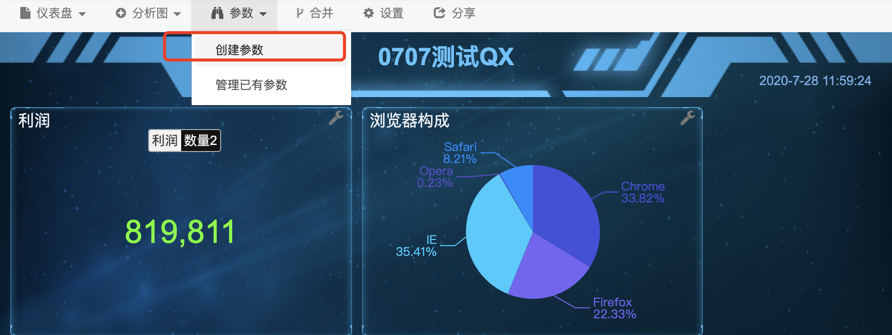 仪表盘 分析图 参数 合并 设置 分享
创建参数
管理已有参数
0707测试QX
2020-7-28 11:59:24
利润
利润 数量2
819,811
浏览器构成
Safari
8.21%
Opera
0.23%
Chrome
33.82%
IE
35.41%
Firefox
22.33%